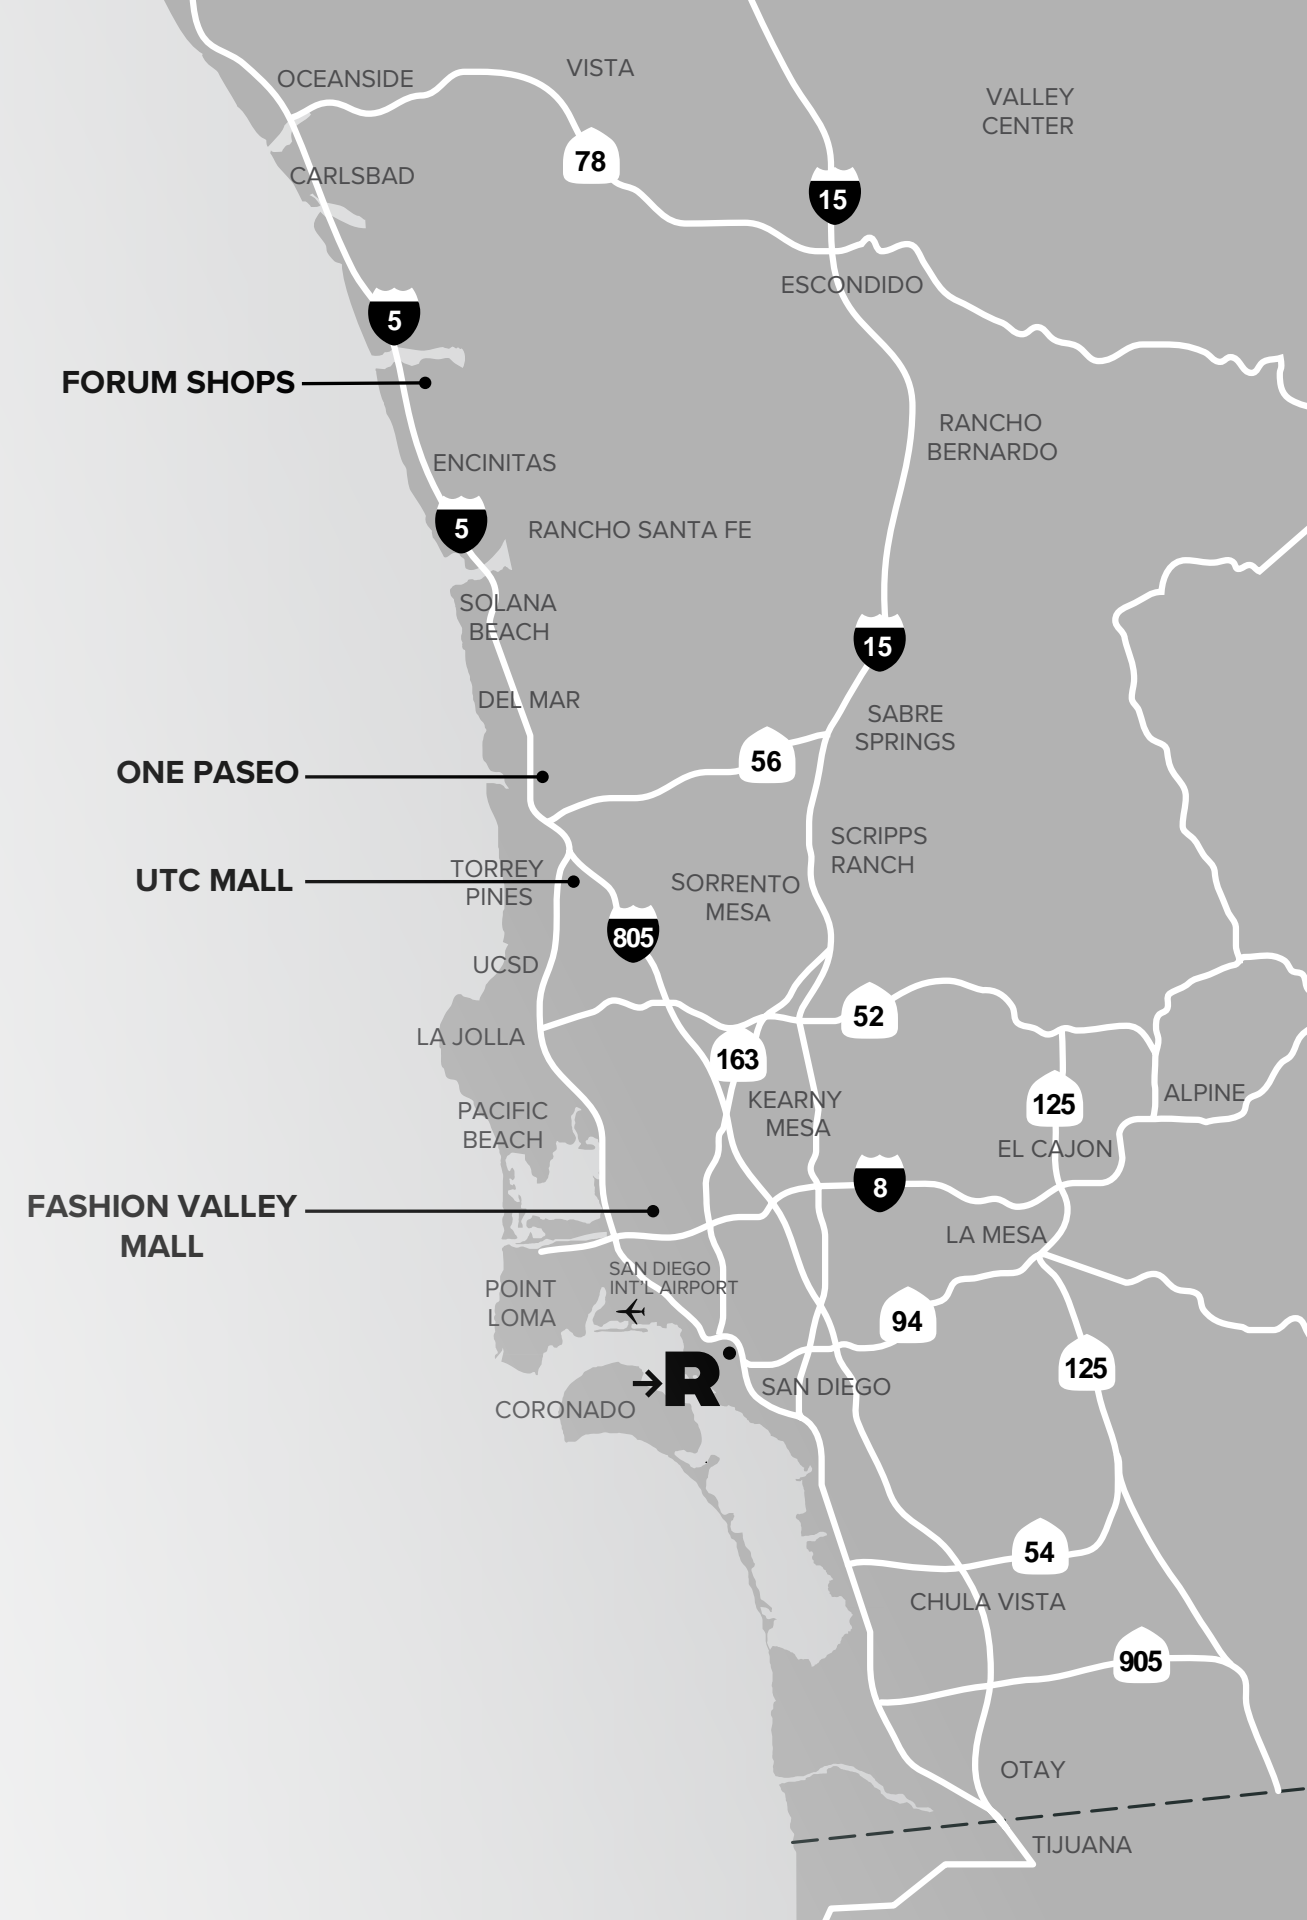 OCEANSIDE
VISTA
VALLEY
CENTER
78
CARLSBAD
15
ESCONDIDO
5
FORUM SHOPS
RANCHO
BERNARDO
ENCINITAS
5
RANCHO SANTA FE
SOLANA
BEACH
15
DEL MAR
SABRE
SPRINGS
56
ONE PASEO
SCRIPPS
RANCH
TORREY
PINES
UTC MALL
SORRENTO
MESA
805
UCSD
52
LA JOLLA
163
KEARNY
MESA
125
ALPINE
PACIFIC
BEACH
EL CAJON
8
FASHION VALLEY
MALL
LA MESA
SAN DIEGO
INT'L AIRPORT
POINT
LOMA
94
125
R
SAN DIEGO
CORONADO
54
CHULA VISTA
905
OTAY
TIJUANA